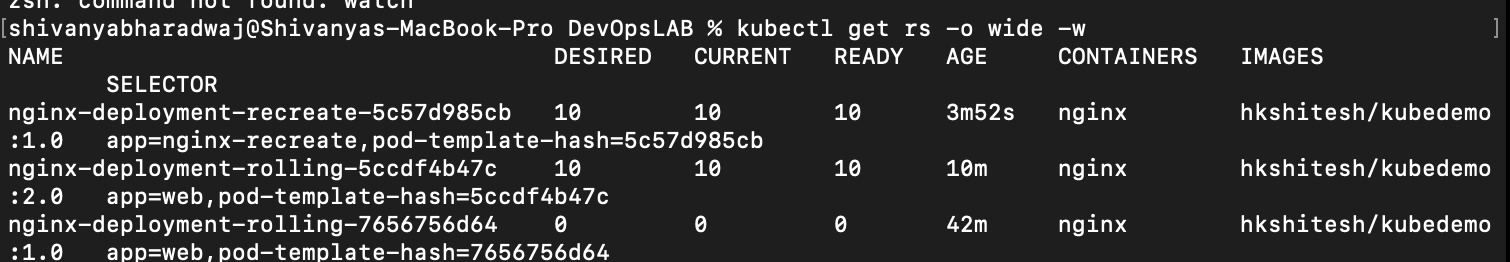 zsh: command not found: watch
[shivanyabharadwaj@Shivanyas-MacBook-Pro DevOpsLAB % kubectl get rs -o wide -w ]
NAME DESIRED CURRENT READY AGE CONTAINERS IMAGES
SELECTOR
nginx-deployment-recreate-5c57d985cb 10 10 10 3m52s nginx hkshitesh/kubedemo
:1.0 app=nginx-recreate,pod-template-hash=5c57d985cb
nginx-deployment-rolling-5ccdf4b47c 10 10 10 10m nginx hkshitesh/kubedemo
:2.0 app=web,pod-template-hash=5ccdf4b47c
nginx-deployment-rolling-7656756d64 0 0 0 42m nginx hkshitesh/kubedemo
:1.0 app=web,pod-template-hash=7656756d64